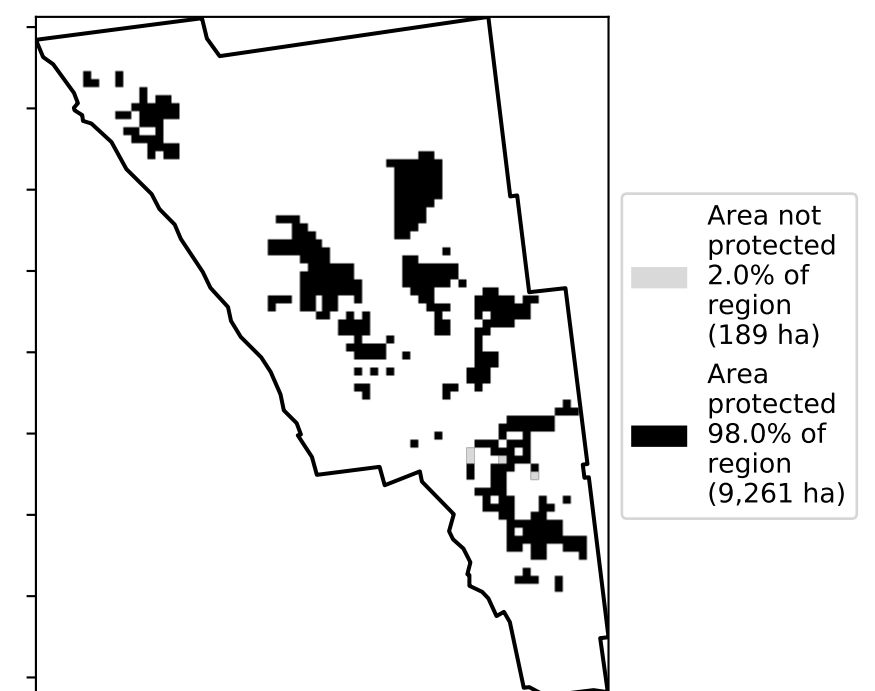 Area not
protected
2.0% of
region
(189 ha)
Area
protected
98.0% of
region
(9,261 ha)